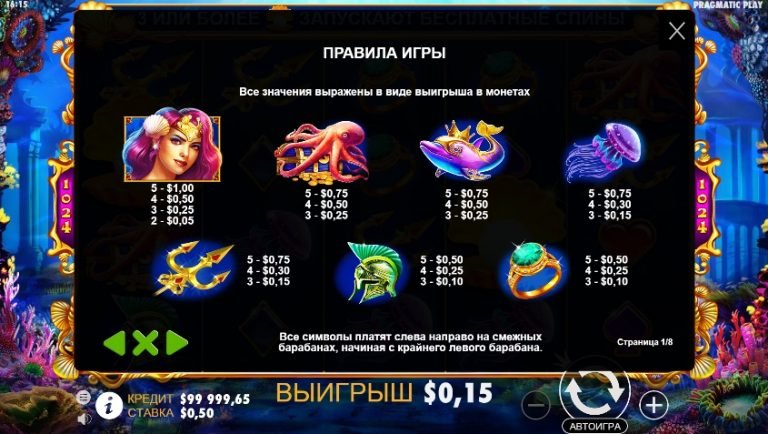 16:15
PRAGMATIC PLAY
3 ИЛИ БОЛЕЕ ЗАПУСКАЮТ БЕСПЛАТНЫЕ СПИНЫ
ПРАВИЛА ИГРЫ
Все значения выражены в виде выигрыша в монетах
5 - $1,00
4 - $0,50
3 - $0,25
2 - $0,05
5 - $0,75
4 - $0,50
3 - $0,25
5 - $0,75
4 - $0,50
3 - $0,25
5 - $0,75
4 - $0,30
3 - $0,15
1024
1024
5 - $0,75
4 - $0,30
3 - $0,15
5 - $0,50
4 - $0,25
3 - $0,10
5 - $0,50
4 - $0,25
3 - $0,10
Все символы платят слева направо на смежных
барабанах, начиная с крайнего левого барабана.
Страница 1/8
КРЕДИТ $99 999,65
СТАВКА $0,50
ВЫИГРЫШ $0,15
АВТОИГРА